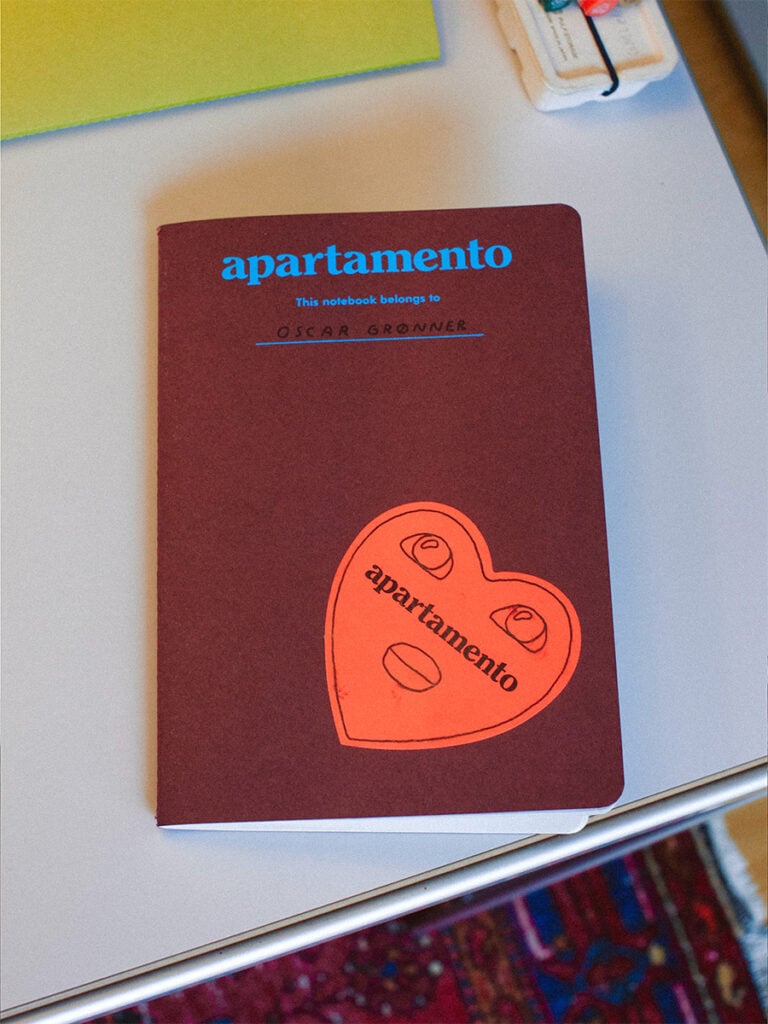 apartamento
This notebook belongs to
OSCAR GRØNNER
apartamento